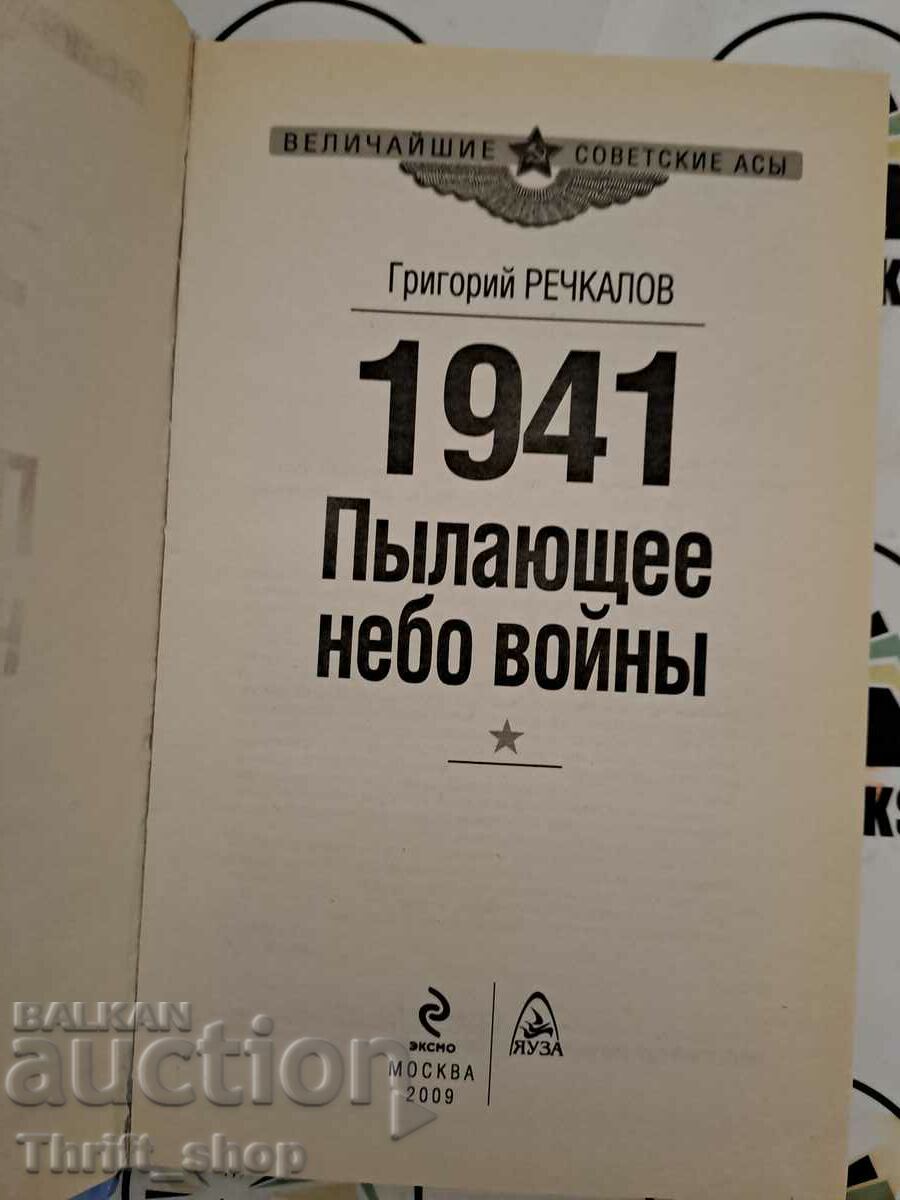 ВЕЛИЧАЙШИЕ СОВЕТСКИЕ АСЫ
Григорий РЕЧКАЛОВ
1941
Пылающее
небо войны
ЭКСМО
ЯУЗА
МОСКВА
2009
BALKAN
auction
Thrift_shop